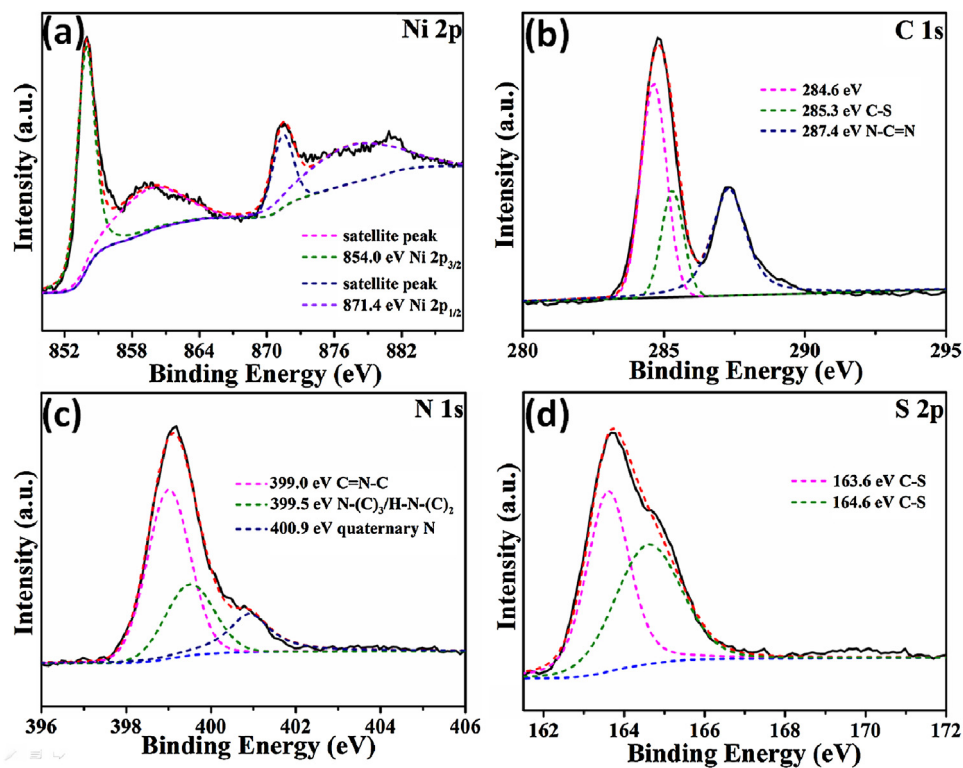 (a)
Ni 2p
Intensity (a.u.)
satellite peak
854.0 eV Ni 2p3/2
satellite peak
871.4 eV Ni 2p1/2
852 858 864 870 876 882
Binding Energy (eV)
(b)
C 1s
Intensity (a.u.)
284.6 eV
285.3 eV C-S
287.4 eV N-C=N
280 285 290 295
Binding Energy (eV)
(c)
N 1s
Intensity (a.u.)
399.0 eV C=N-C
399.5 eV N-(C)3/H-N-(C)2
400.9 eV quaternary N
396 398 400 402 404 406
Binding Energy (eV)
(d)
S 2p
Intensity (a.u.)
163.6 eV C-S
164.6 eV C-S
162 164 166 168 170 172
Binding Energy (eV)